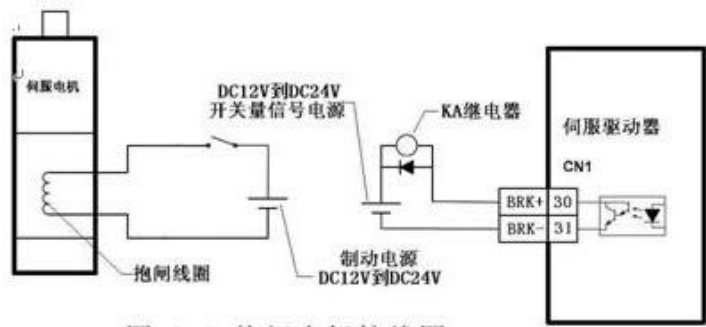 伺服电机
DC12V到DC24V
开关量信号电源
KA继电器
伺服驱动器
CN1
BRK+ 30
BRK- 31
抱闸线圈
制动电源
DC12V到DC24V